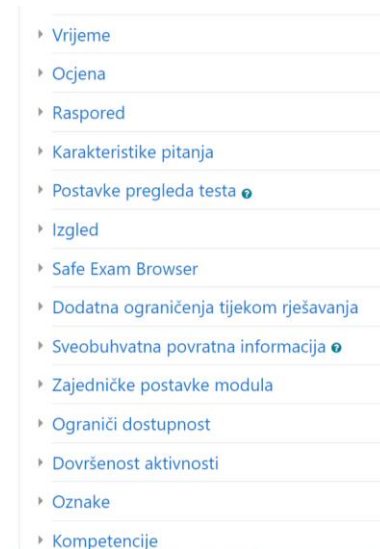 Vrijeme
Ocjena
Raspored
Karakteristike pitanja
Postavke pregleda testa
Izgled
Safe Exam Browser
Dodatna ograničenja tijekom rješavanja
Sveobuhvatna povratna informacija
Zajedničke postavke modula
Ograniči dostupnost
Dovršenost aktivnosti
Oznake
Kompetencije